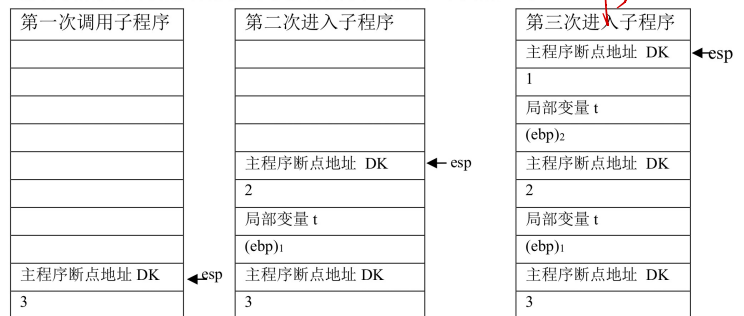 第一次调用子程序
主程序断点地址 DK
esp
3
第二次进入子程序
主程序断点地址 DK
esp
2
局部变量 t
(ebp)₁
主程序断点地址 DK
3
第三次进入子程序
主程序断点地址 DK
esp
1
局部变量 t
(ebp)₂
主程序断点地址 DK
2
局部变量 t
(ebp)₁
主程序断点地址 DK
3